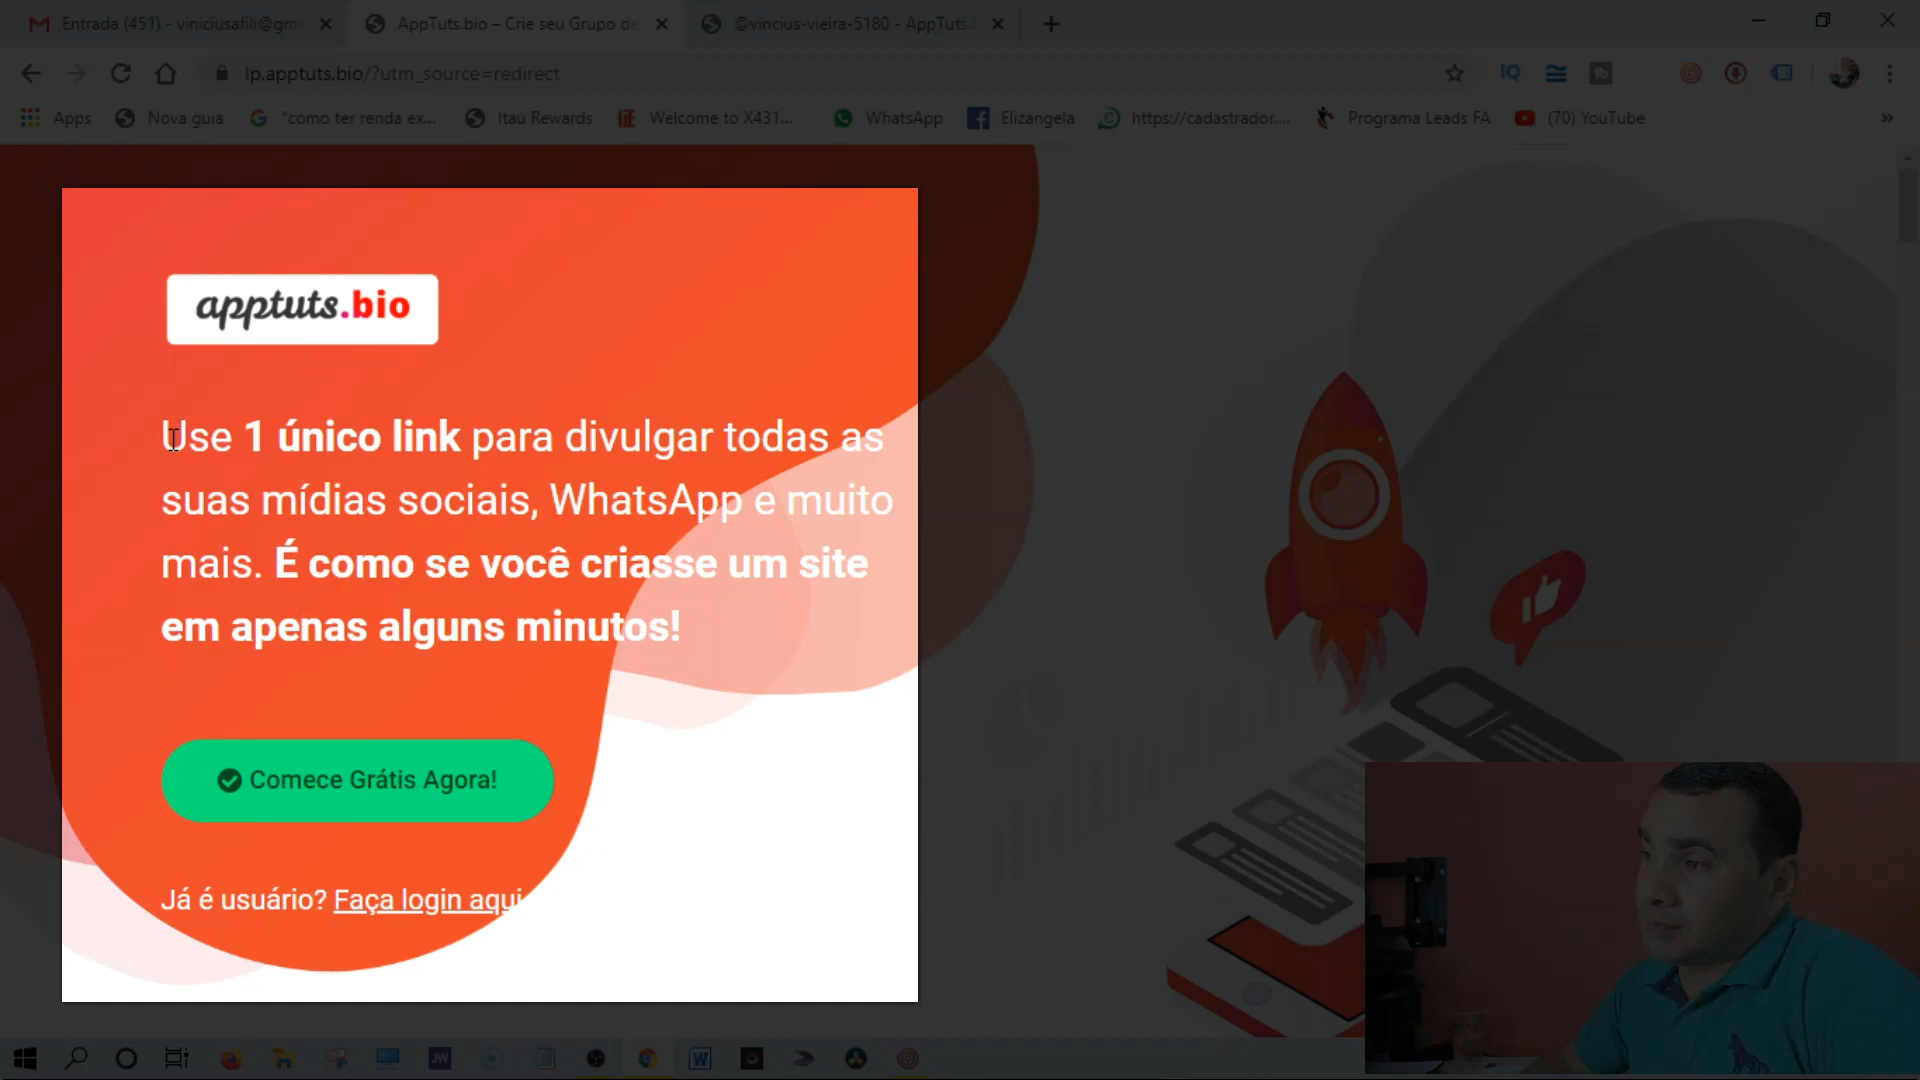 Entrada (451) - viniciusafili@gma
AppTuts.bio – Crie seu Grupo de
@vincius-vieira-5180 - AppTuts.
lp.apptuts.bio/?utm_source=redirect
Apps
Nova guia
"como ter renda ex...
Itaú Rewards
Welcome to X431...
WhatsApp
Elizangela
https://cadastrador....
Programa Leads FA
(70) YouTube
apptuts.bio
Use 1 único link para divulgar todas as
suas mídias sociais, WhatsApp e muito
mais. É como se você criasse um site
em apenas alguns minutos!
Comece Grátis Agora!
Já é usuário? Faça login aqui